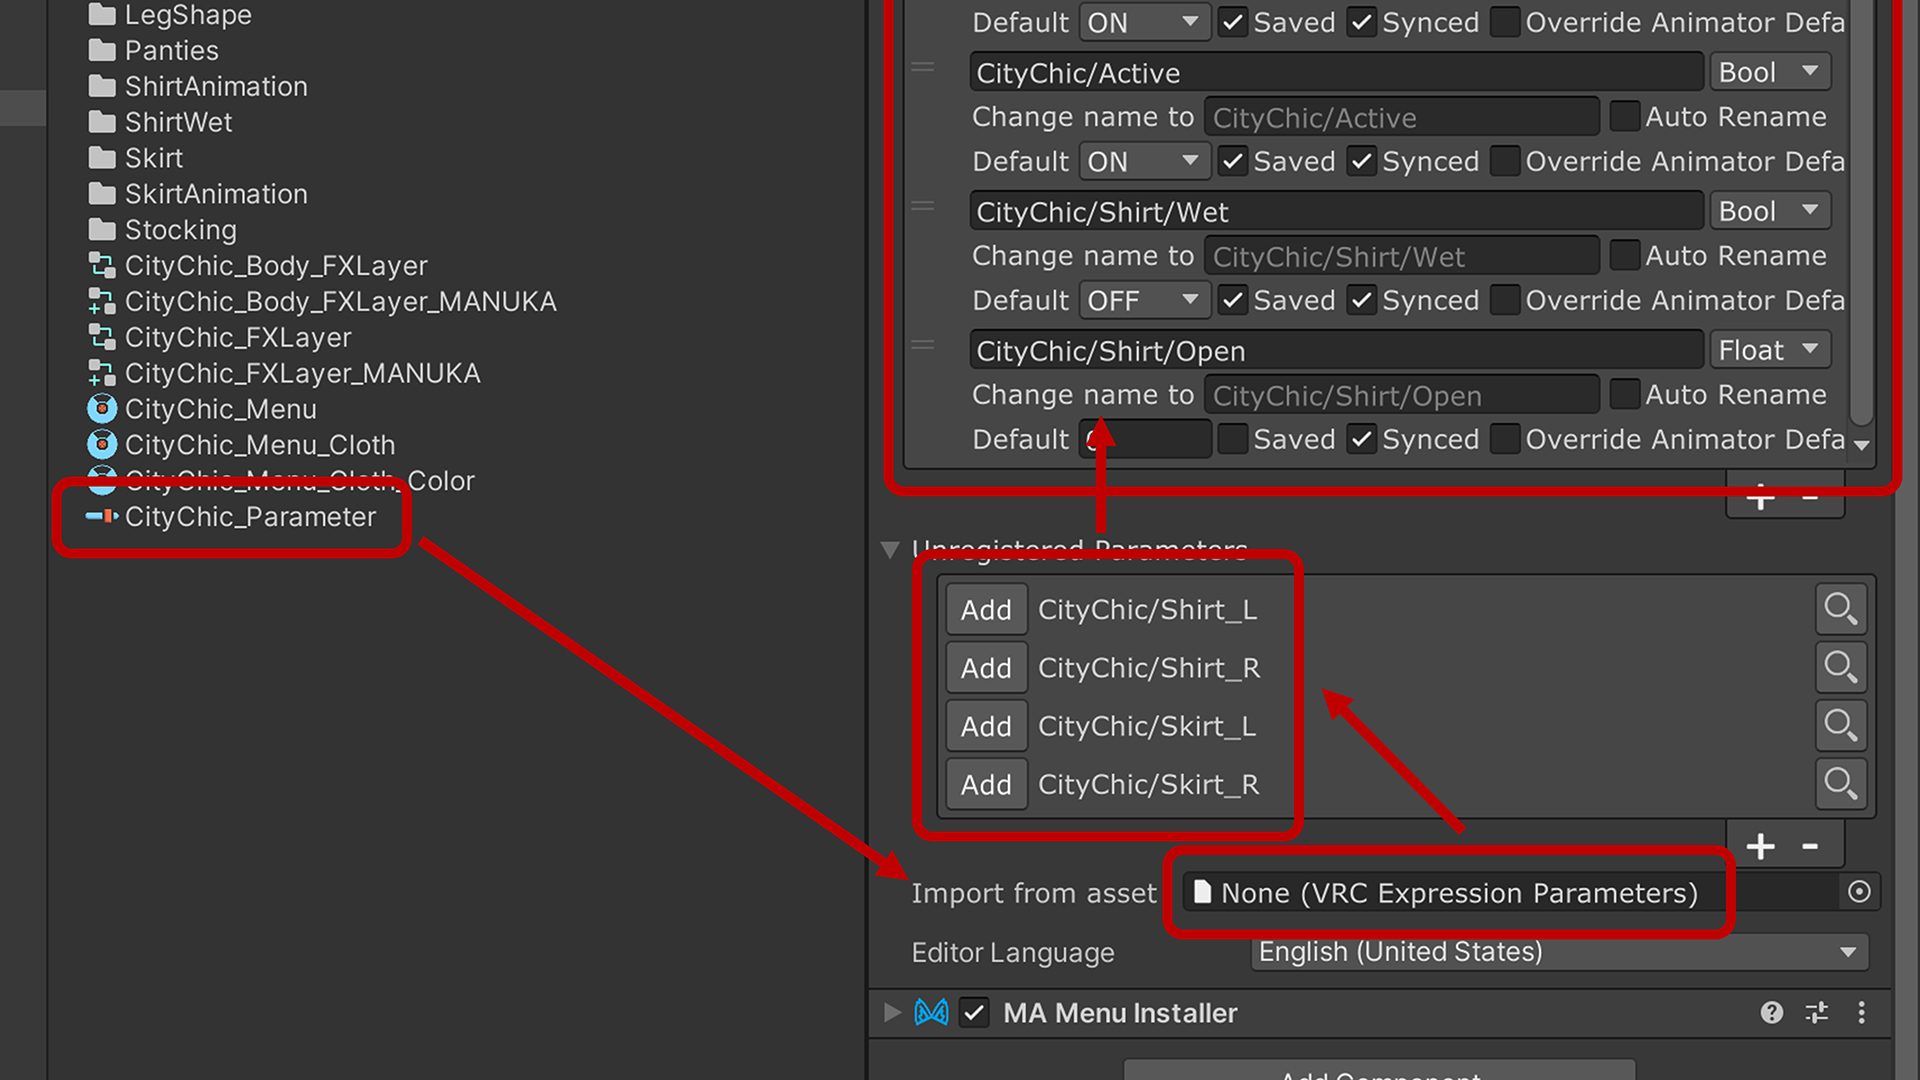 LegShape
Panties
ShirtAnimation
ShirtWet
Skirt
SkirtAnimation
Stocking
CityChic_Body_FXLayer
CityChic_Body_FXLayer_MANUKA
CityChic_FXLayer
CityChic_FXLayer_MANUKA
CityChic_Menu
CityChic_Menu_Cloth
CityChic_Menu_Cloth_Color
CityChic_Parameter
Default ON Saved Synced Override Animator Defa
CityChic/Active Bool
Change name to CityChic/Active Auto Rename
Default ON Saved Synced Override Animator Defa
CityChic/Shirt/Wet Bool
Change name to CityChic/Shirt/Wet Auto Rename
Default OFF Saved Synced Override Animator Defa
CityChic/Shirt/Open Float
Change name to CityChic/Shirt/Open Auto Rename
Default Saved Synced Override Animator Defa
+ -
Unregistered Parameters
Add CityChic/Shirt_L
Add CityChic/Shirt_R
Add CityChic/Skirt_L
Add CityChic/Skirt_R
+ -
Import from asset None (VRC Expression Parameters)
Editor Language English (United States)
MA Menu Installer
Add Component